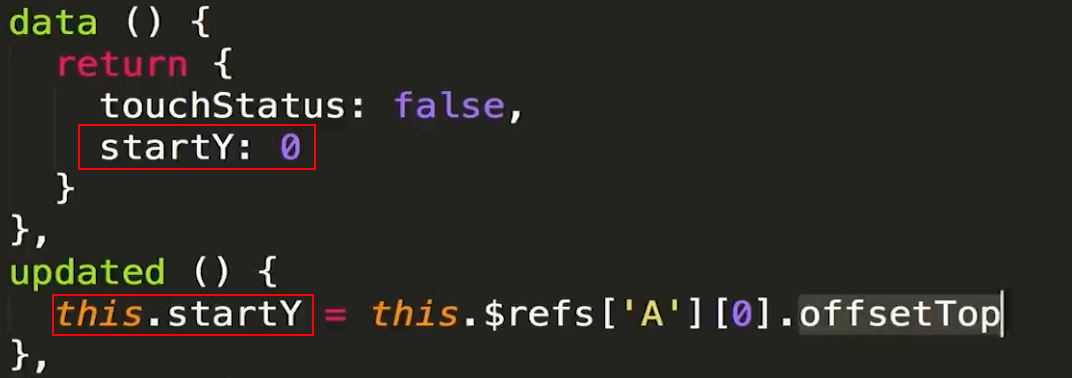 data () {
return {
touchStatus: false,
startY: 0
}
},
updated () {
this.startY = this.$refs['A'][0].offsetTop
},